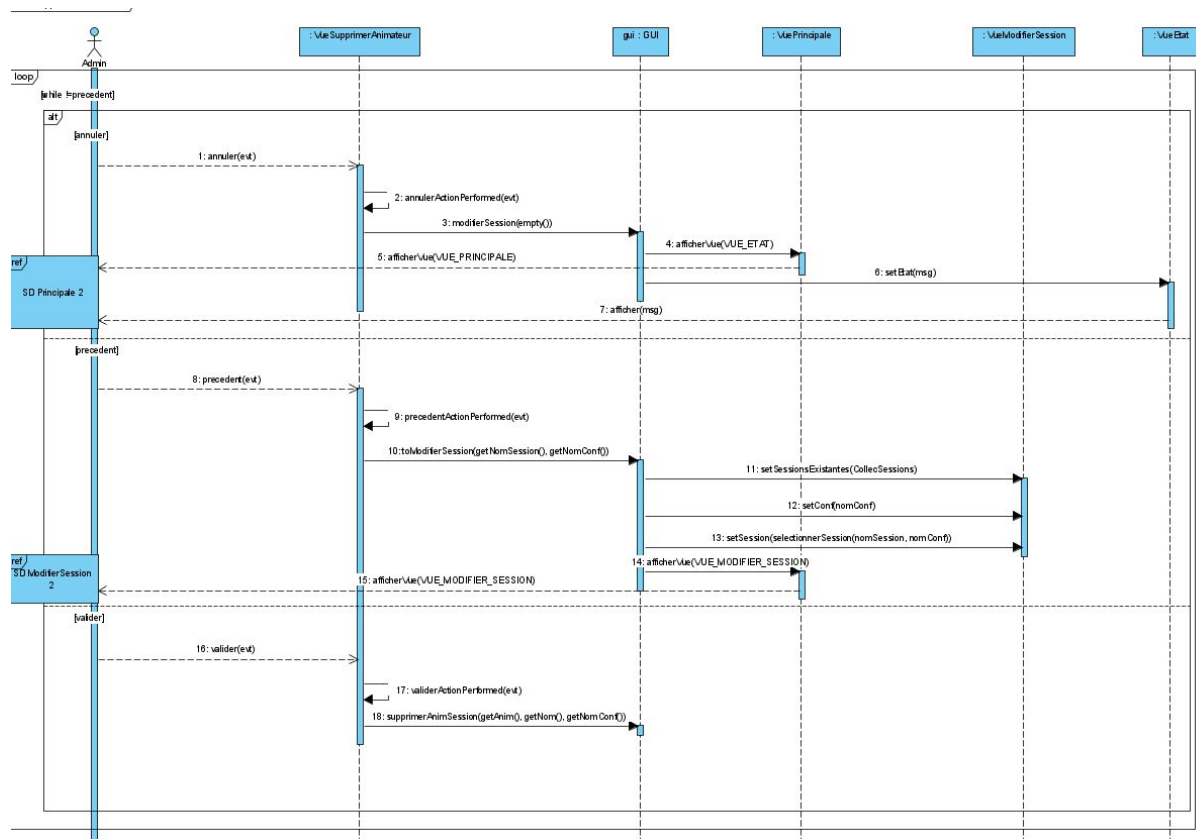 : VueSupprimerAnimateur
gui : GUI
: VuePrincipale
: VueModifierSession
: VueEtat
Admin
loop
[while !=precedent]
alt
[annuler]
1: annuler(evt)
2: annulerActionPerformed(evt)
3: modifierSession(empty())
4: afficherVue(VUE_ETAT)
5: afficherVue(VUE_PRINCIPALE)
ref
6: setEtat(msg)
SD Principale 2
7: afficher(msg)
[precedent]
8: precedent(evt)
9: precedentActionPerformed(evt)
10: toModifierSession(getNomSession(), getNomConf())
11: setSessionsExistantes(CollecSessions)
12: setConf(nomConf)
13: setSession(selectionnerSession(nomSession, nomConf))
ref
14: afficherVue(VUE_MODIFIER_SESSION)
SD ModifierSession
2
15: afficherVue(VUE_MODIFIER_SESSION)
[valider]
16: valider(evt)
17: validerActionPerformed(evt)
18: supprimerAnimSession(getAnim(), getNom(), getNomConf())